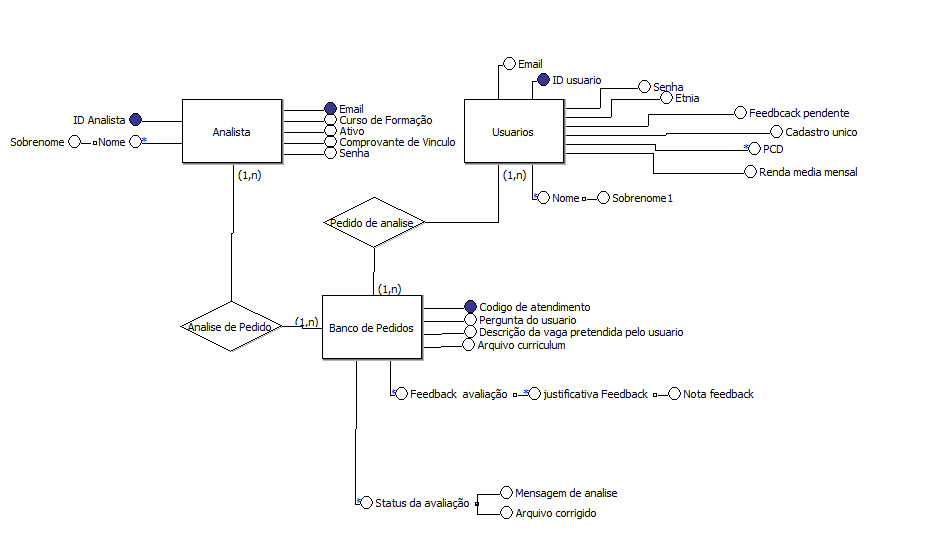 Email
ID usuario
Senha
Etnia
Feedbcack pendente
Cadastro unico
PCD
Renda media mensal
Usuarios
(1,n)
Nome
Sobrenome1
ID Analista
Sobrenome
Nome
Analista
Email
Curso de Formação
Ativo
Comprovante de Vinculo
Senha
(1,n)
Pedido de analise
(1,n)
Analise de Pedido
(1,n)
Banco de Pedidos
Codigo de atendimento
Pergunta do usuario
Descrição da vaga pretendida pelo usuario
Arquivo curriculum
Feedback avaliação
justificativa Feedback
Nota feedback
Status da avaliação
Mensagem de analise
Arquivo corrigido